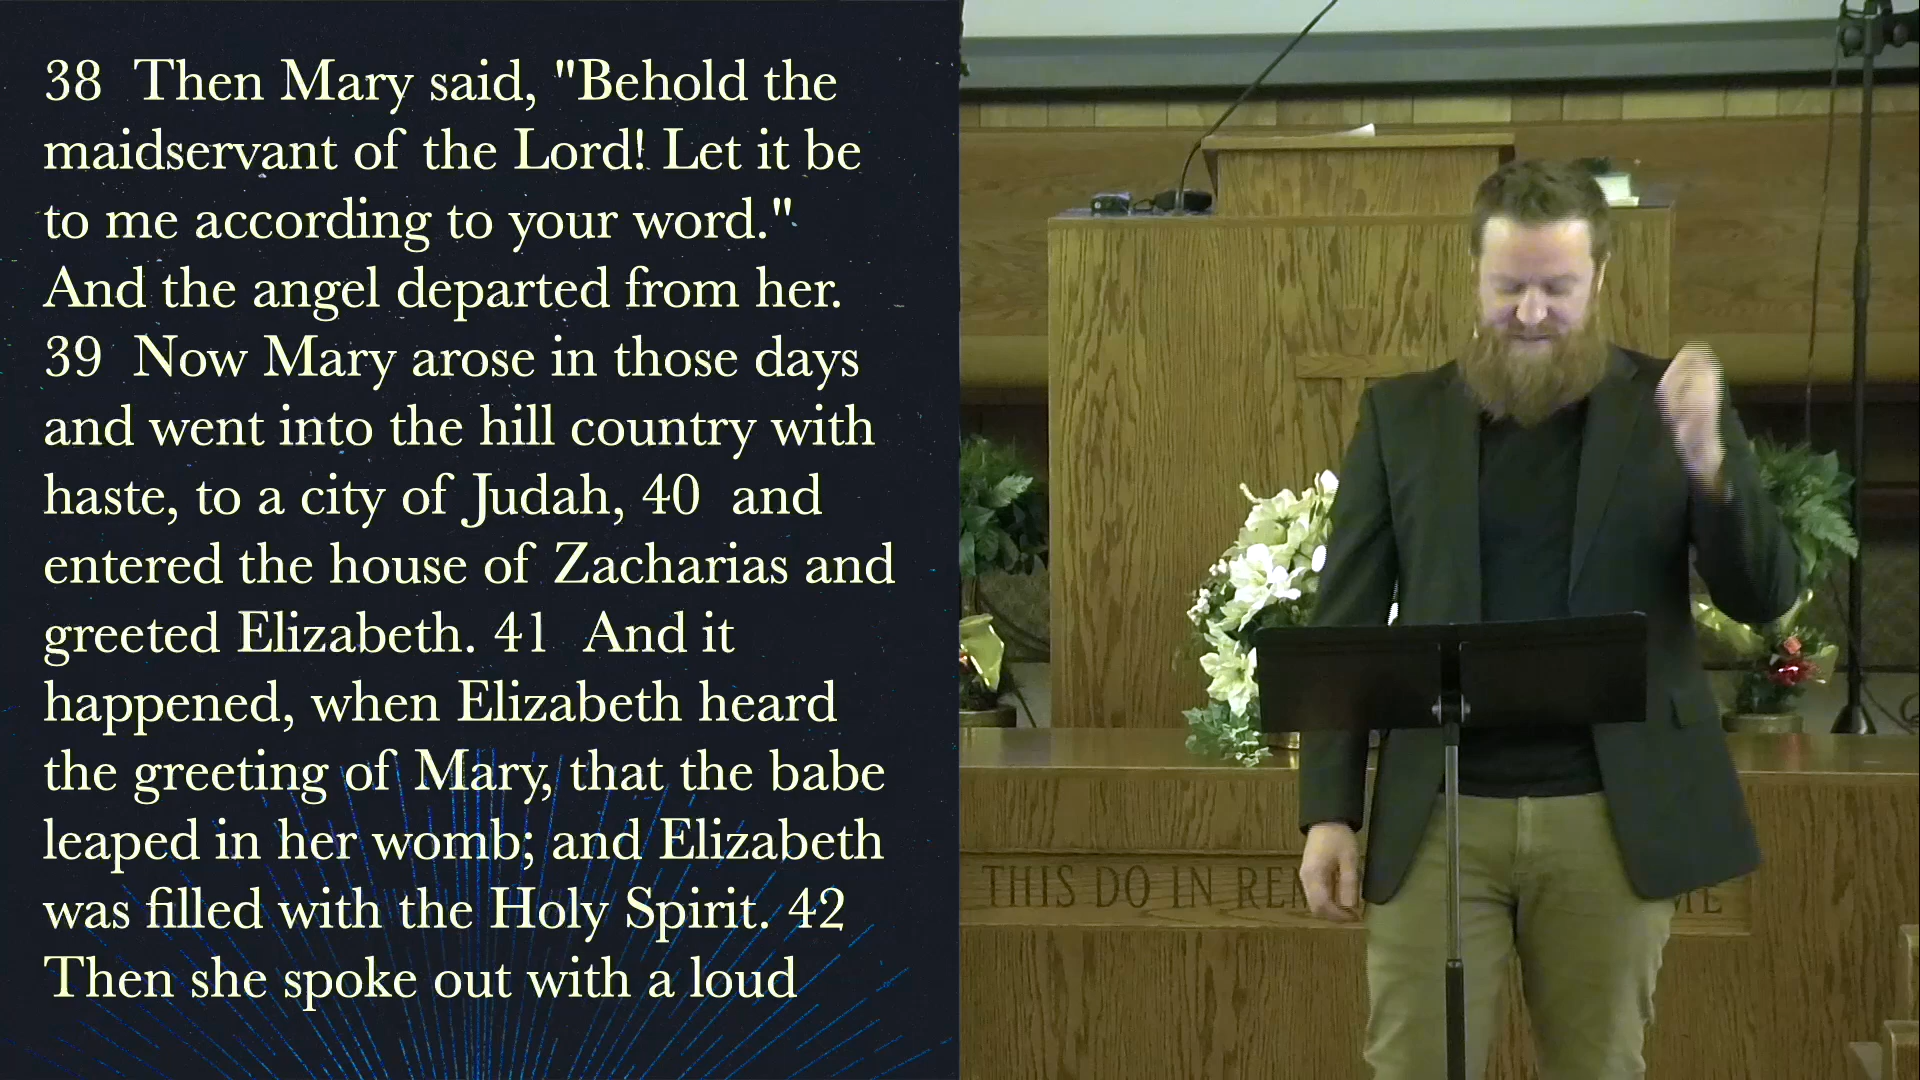 38 Then Mary said, "Behold the
maidservant of the Lord! Let it be
to me according to your word."
And the angel departed from her.
39 Now Mary arose in those days
and went into the hill country with
haste, to a city of Judah, 40 and
entered the house of Zacharias and
greeted Elizabeth. 41 And it
happened, when Elizabeth heard
the greeting of Mary, that the babe
leaped in her womb; and Elizabeth
was filled with the Holy Spirit. 42
Then she spoke out with a loud
THIS DO IN